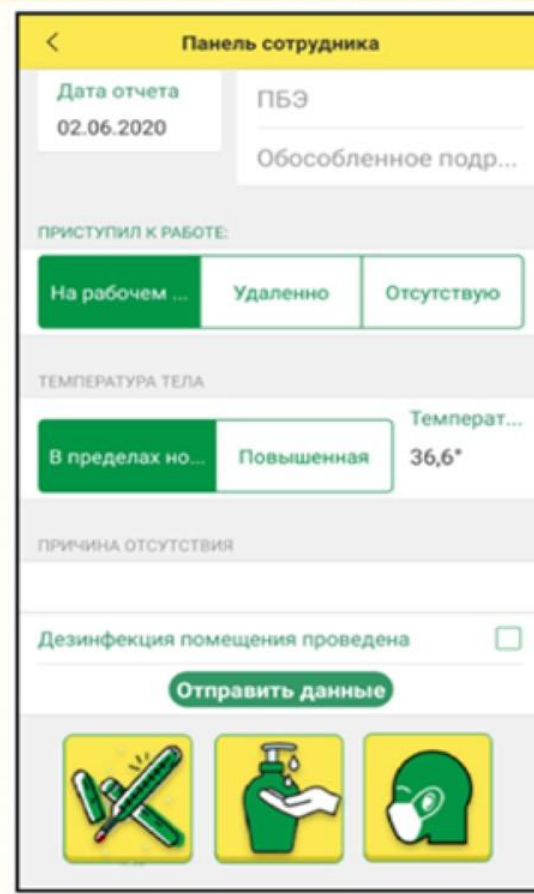 Панель сотрудника
Дата отчета
02.06.2020
ПБЭ
Обособленное подр...
ПРИСТУПИЛ К РАБОТЕ:
На рабочем ...
Удаленно
Отсутствую
ТЕМПЕРАТУРА ТЕЛА
В пределах но...
Повышенная
Температ...
36,6°
ПРИЧИНА ОТСУТСТВИЯ
Дезинфекция помещения проведена
Отправить данные